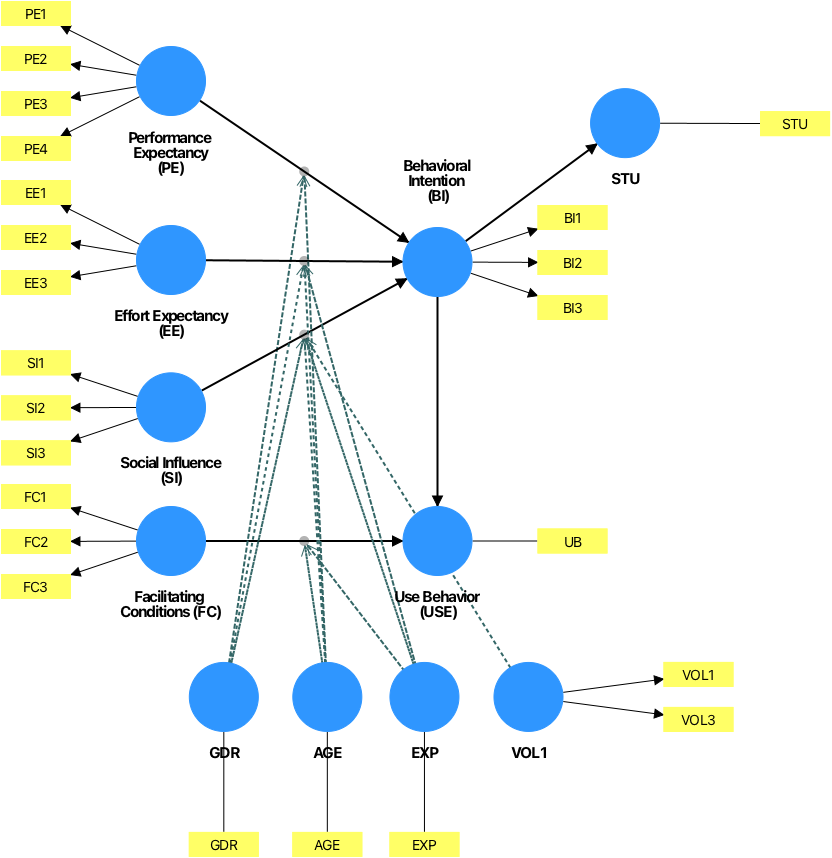 PE1
PE2
PE3
PE4
Performance
Expectancy
(PE)
STU
STU
Behavioral
Intention
(BI)
EE1
EE2
EE3
Effort Expectancy
(EE)
BI1
BI2
BI3
SI1
SI2
SI3
Social Influence
(SI)
FC1
FC2
FC3
Facilitating
Conditions (FC)
Use Behavior
(USE)
UB
VOL1
VOL3
GDR
AGE
EXP
VOL1
GDR
AGE
EXP